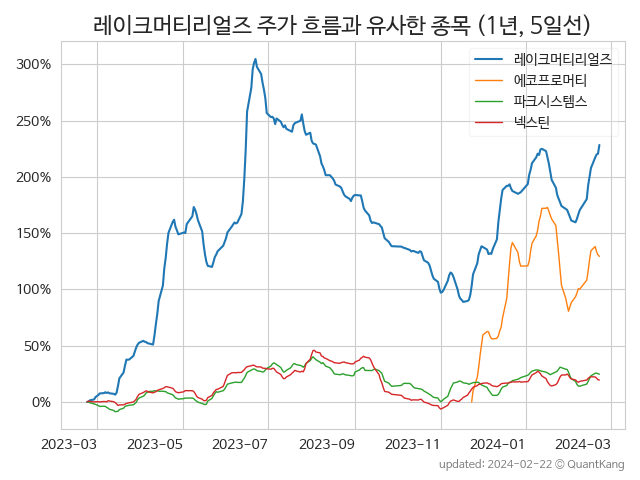 레이크머티리얼즈 주가 흐름과 유사한 종목 (1년, 5일선)
레이크머티리얼즈
에코프로머티
파크시스템스
넥스틴
300%
250%
200%
150%
100%
50%
0%
2023-03
2023-05
2023-07
2023-09
2023-11
2024-01
2024-03
updated: 2024-02-22 © QuantKang